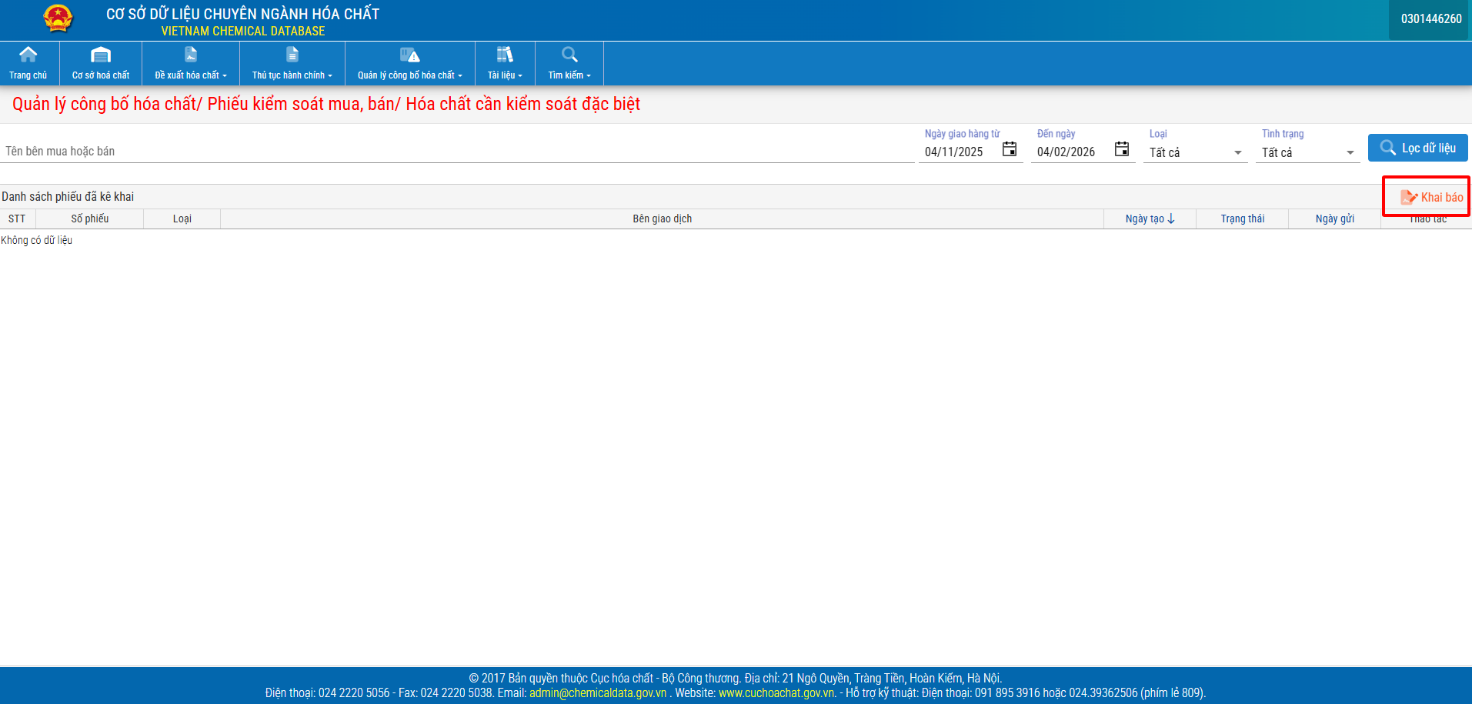 CƠ SỞ DỮ LIỆU CHUYÊN NGÀNH HÓA CHẤT
VIETNAM CHEMICAL DATABASE
0301446260
Trang chủ Cơ sở hoá chất Đề xuất hóa chất Thủ tục hành chính Quản lý công bố hóa chất Tài liệu Tìm kiếm
Quản lý công bố hóa chất/ Phiếu kiểm soát mua, bán/ Hóa chất cần kiểm soát đặc biệt
Ngày giao hàng từ Đến ngày Loại Tình trạng
Tên bên mua hoặc bán 04/11/2025 04/02/2026 Tất cả Tất cả Lọc dữ liệu
Danh sách phiếu đã kê khai Khai báo
STT Số phiếu Loại Bên giao dịch Ngày tạo Trạng thái Ngày gửi Thao tác
Không có dữ liệu
© 2017 Bản quyền thuộc Cục hóa chất - Bộ Công thương. Địa chỉ: 21 Ngô Quyền, Tràng Tiền, Hoàn Kiếm, Hà Nội.
Điện thoại: 024 2220 5056 - Fax: 024 2220 5038. Email: admin@chemicaldata.gov.vn . Website: www.cuchoachat.gov.vn. - Hỗ trợ kỹ thuật: Điện thoại: 091 895 3916 hoặc 024.39362506 (phím lẻ 809).